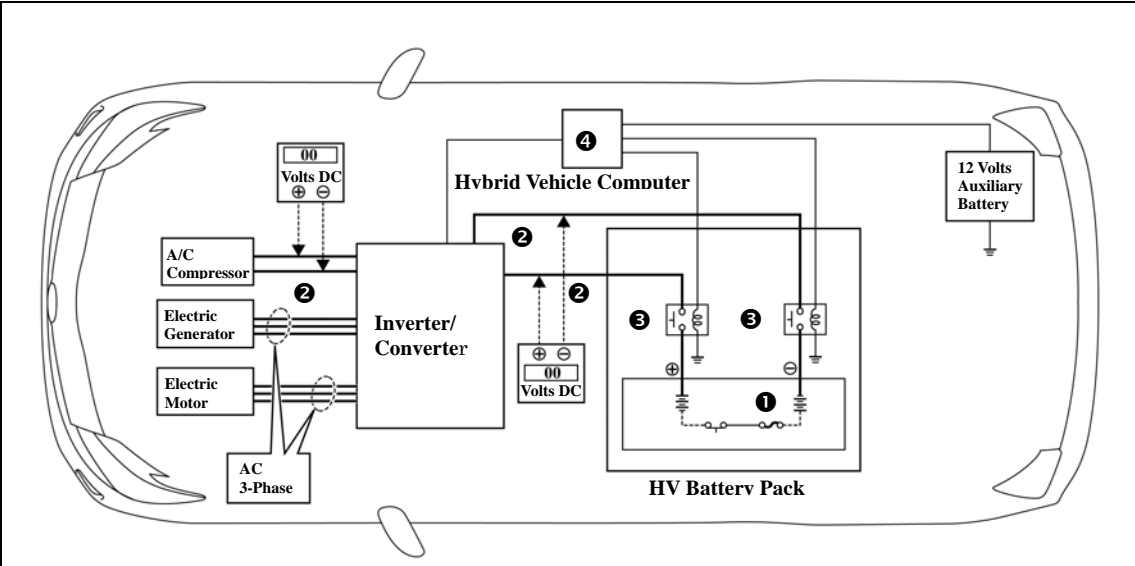 00
Volts DC
⊕ ⊖
❹
Hybrid Vehicle Computer
12 Volts
Auxiliary
Battery
A/C
Compressor
❷
Electric
Generator
Electric
Motor
AC
3-Phase
Inverter/
Converter
❷
❷
⊕ ⊖
00
Volts DC
❸
❸
⊕
⊖
❶
HV Battery Pack